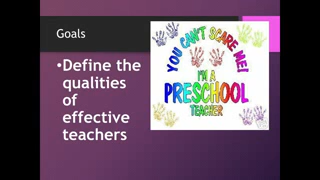 Goals
•Define the
qualities
of
effective
teachers
YOU CAN'T SCARE ME!
I'M A
PRESCHOOL
TEACHER